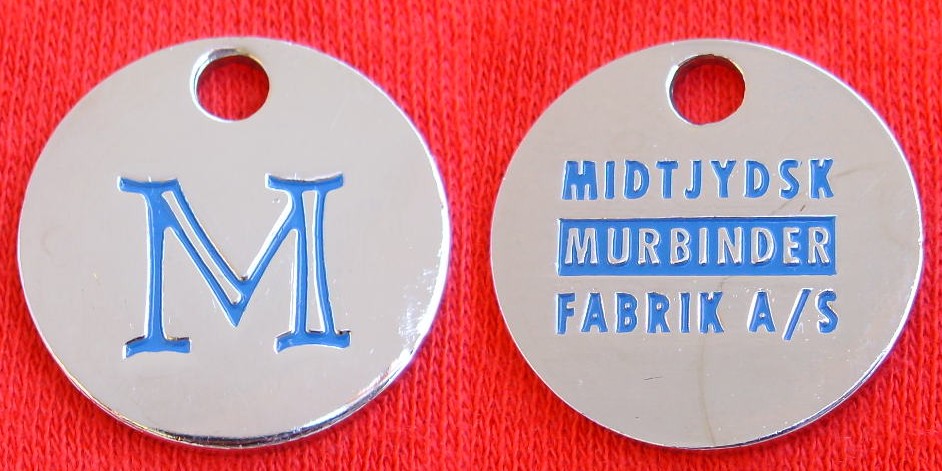 M
MIDTJYDSK
MURBINDER
FABRIK A/S